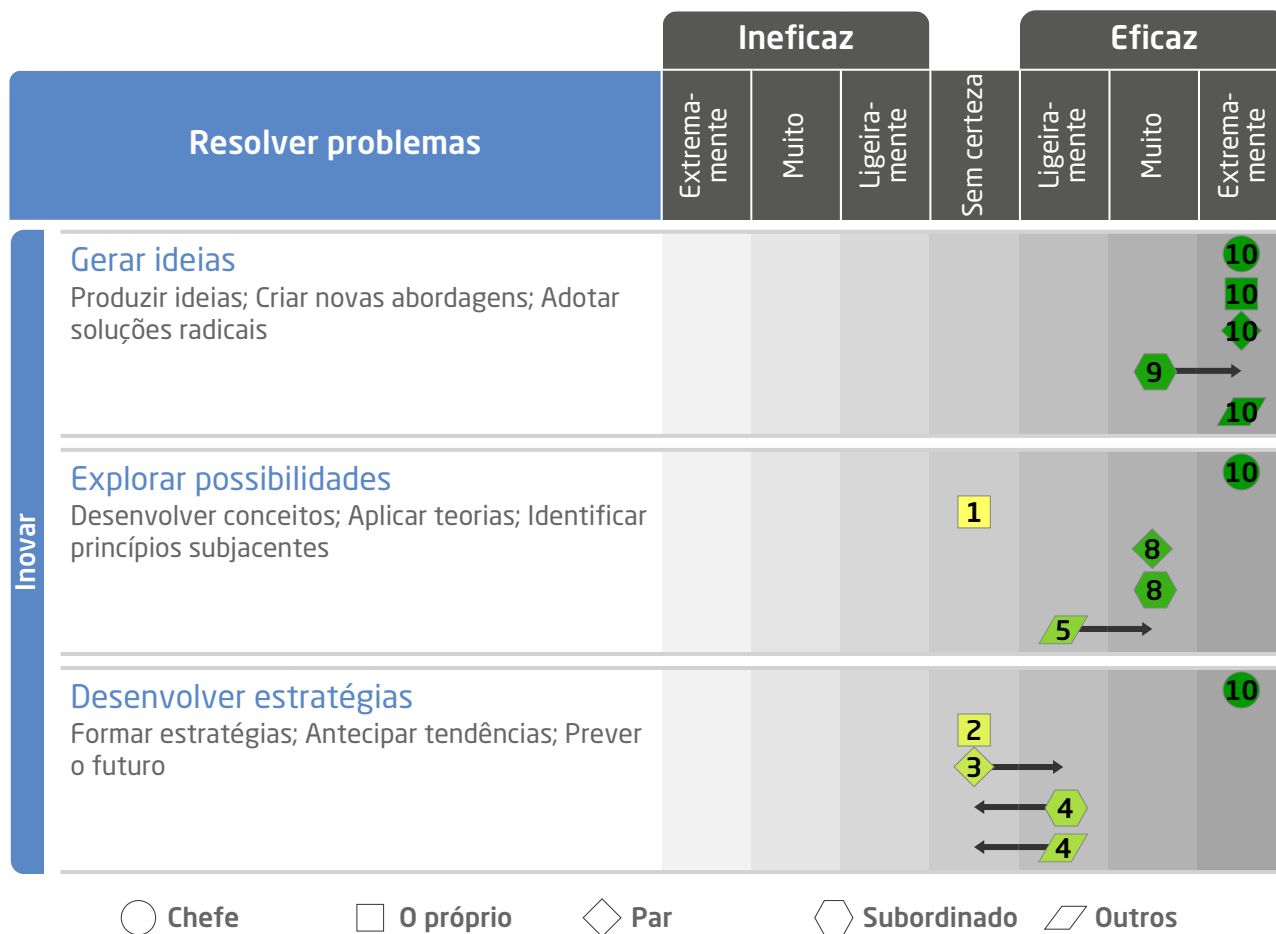 Ineficaz
Eficaz
Resolver problemas
Extrema-
mente
Muito
Ligeira-
mente
Sem certeza
Ligeira-
mente
Muito
Extrema-
mente
Inovar
Gerar ideias
Produzir ideias; Criar novas abordagens; Adotar
soluções radicais
10
10
10
9
10
Explorar possibilidades
Desenvolver conceitos; Aplicar teorias; Identificar
princípios subjacentes
10
1
8
8
5
Desenvolver estratégias
Formar estratégias; Antecipar tendências; Prever
o futuro
10
2
3
4
4
Chefe
O próprio
Par
Subordinado
Outros